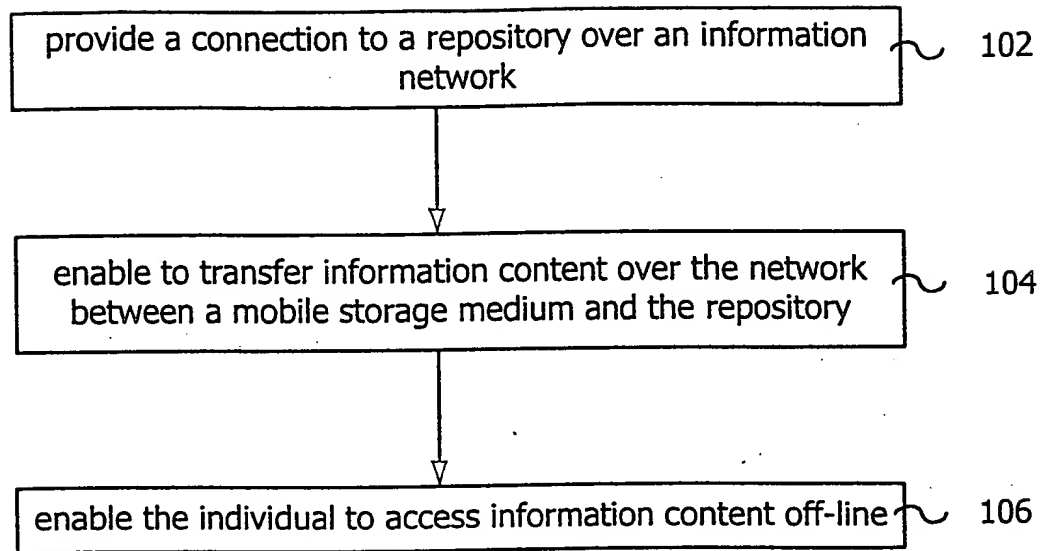 provide a connection to a repository over an information
network
102
enable to transfer information content over the network
between a mobile storage medium and the repository
104
enable the individual to access information content off-line
106